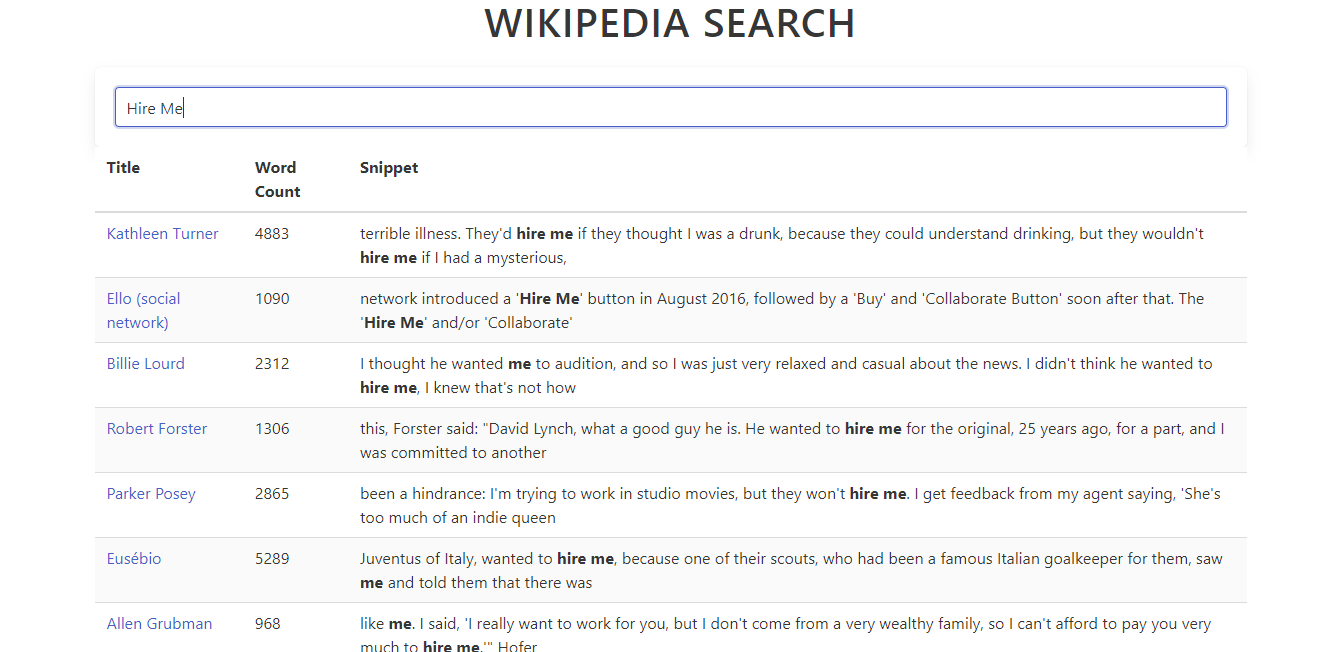 WIKIPEDIA SEARCH
Hire Me
Title Word Snippet
Count
Kathleen Turner 4883 terrible illness. They'd hire me if they thought I was a drunk, because they could understand drinking, but they wouldn't
hire me if I had a mysterious,
Ello (social 1090 network introduced a 'Hire Me' button in August 2016, followed by a 'Buy' and 'Collaborate Button' soon after that. The
network) 'Hire Me' and/or 'Collaborate'
Billie Lourd 2312 I thought he wanted me to audition, and so I was just very relaxed and casual about the news. I didn't think he wanted to
hire me, I knew that's not how
Robert Forster 1306 this, Forster said: "David Lynch, what a good guy he is. He wanted to hire me for the original, 25 years ago, for a part, and I
was committed to another
Parker Posey 2865 been a hindrance: I'm trying to work in studio movies, but they won't hire me. I get feedback from my agent saying, 'She's
too much of an indie queen
Eusébio 5289 Juventus of Italy, wanted to hire me, because one of their scouts, who had been a famous Italian goalkeeper for them, saw
me and told them that there was
Allen Grubman 968 like me. I said, 'I really want to work for you, but I don't come from a very wealthy family, so I can't afford to pay you very
much to hire me.'" Hofer